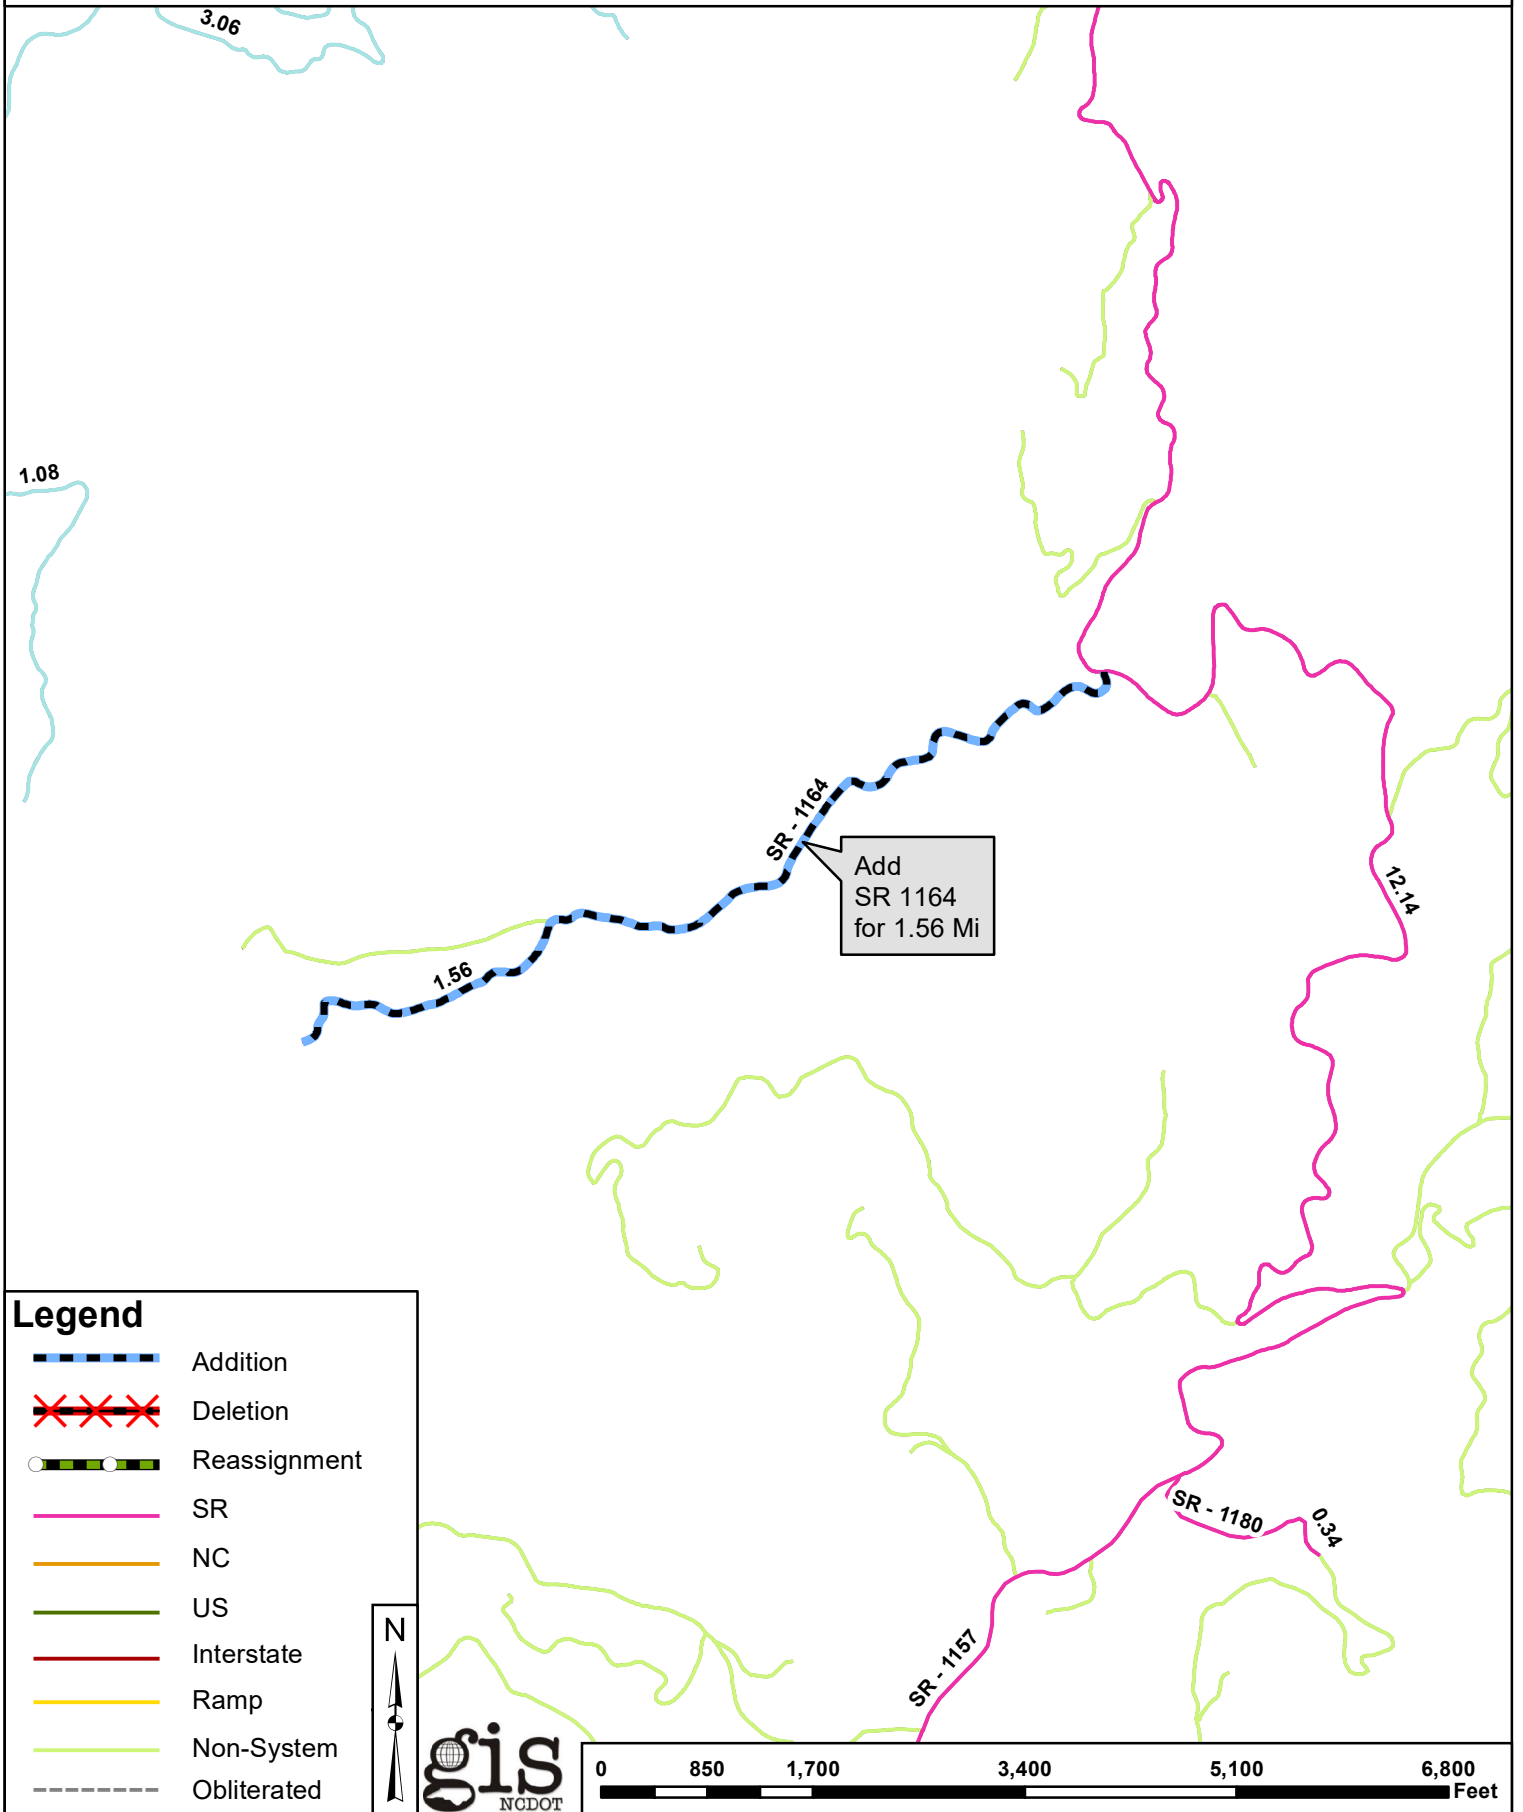 3.06
1.08
SR - 1164
Add
SR 1164
for 1.56 Mi
12.14
1.56
SR - 1180
0.34
SR - 1157
Legend
Addition
Deletion
Reassignment
SR
NC
US
Interstate
Ramp
Non-System
Obliterated
N
gis
NCDOT
0 850 1,700 3,400 5,100 6,800
Feet